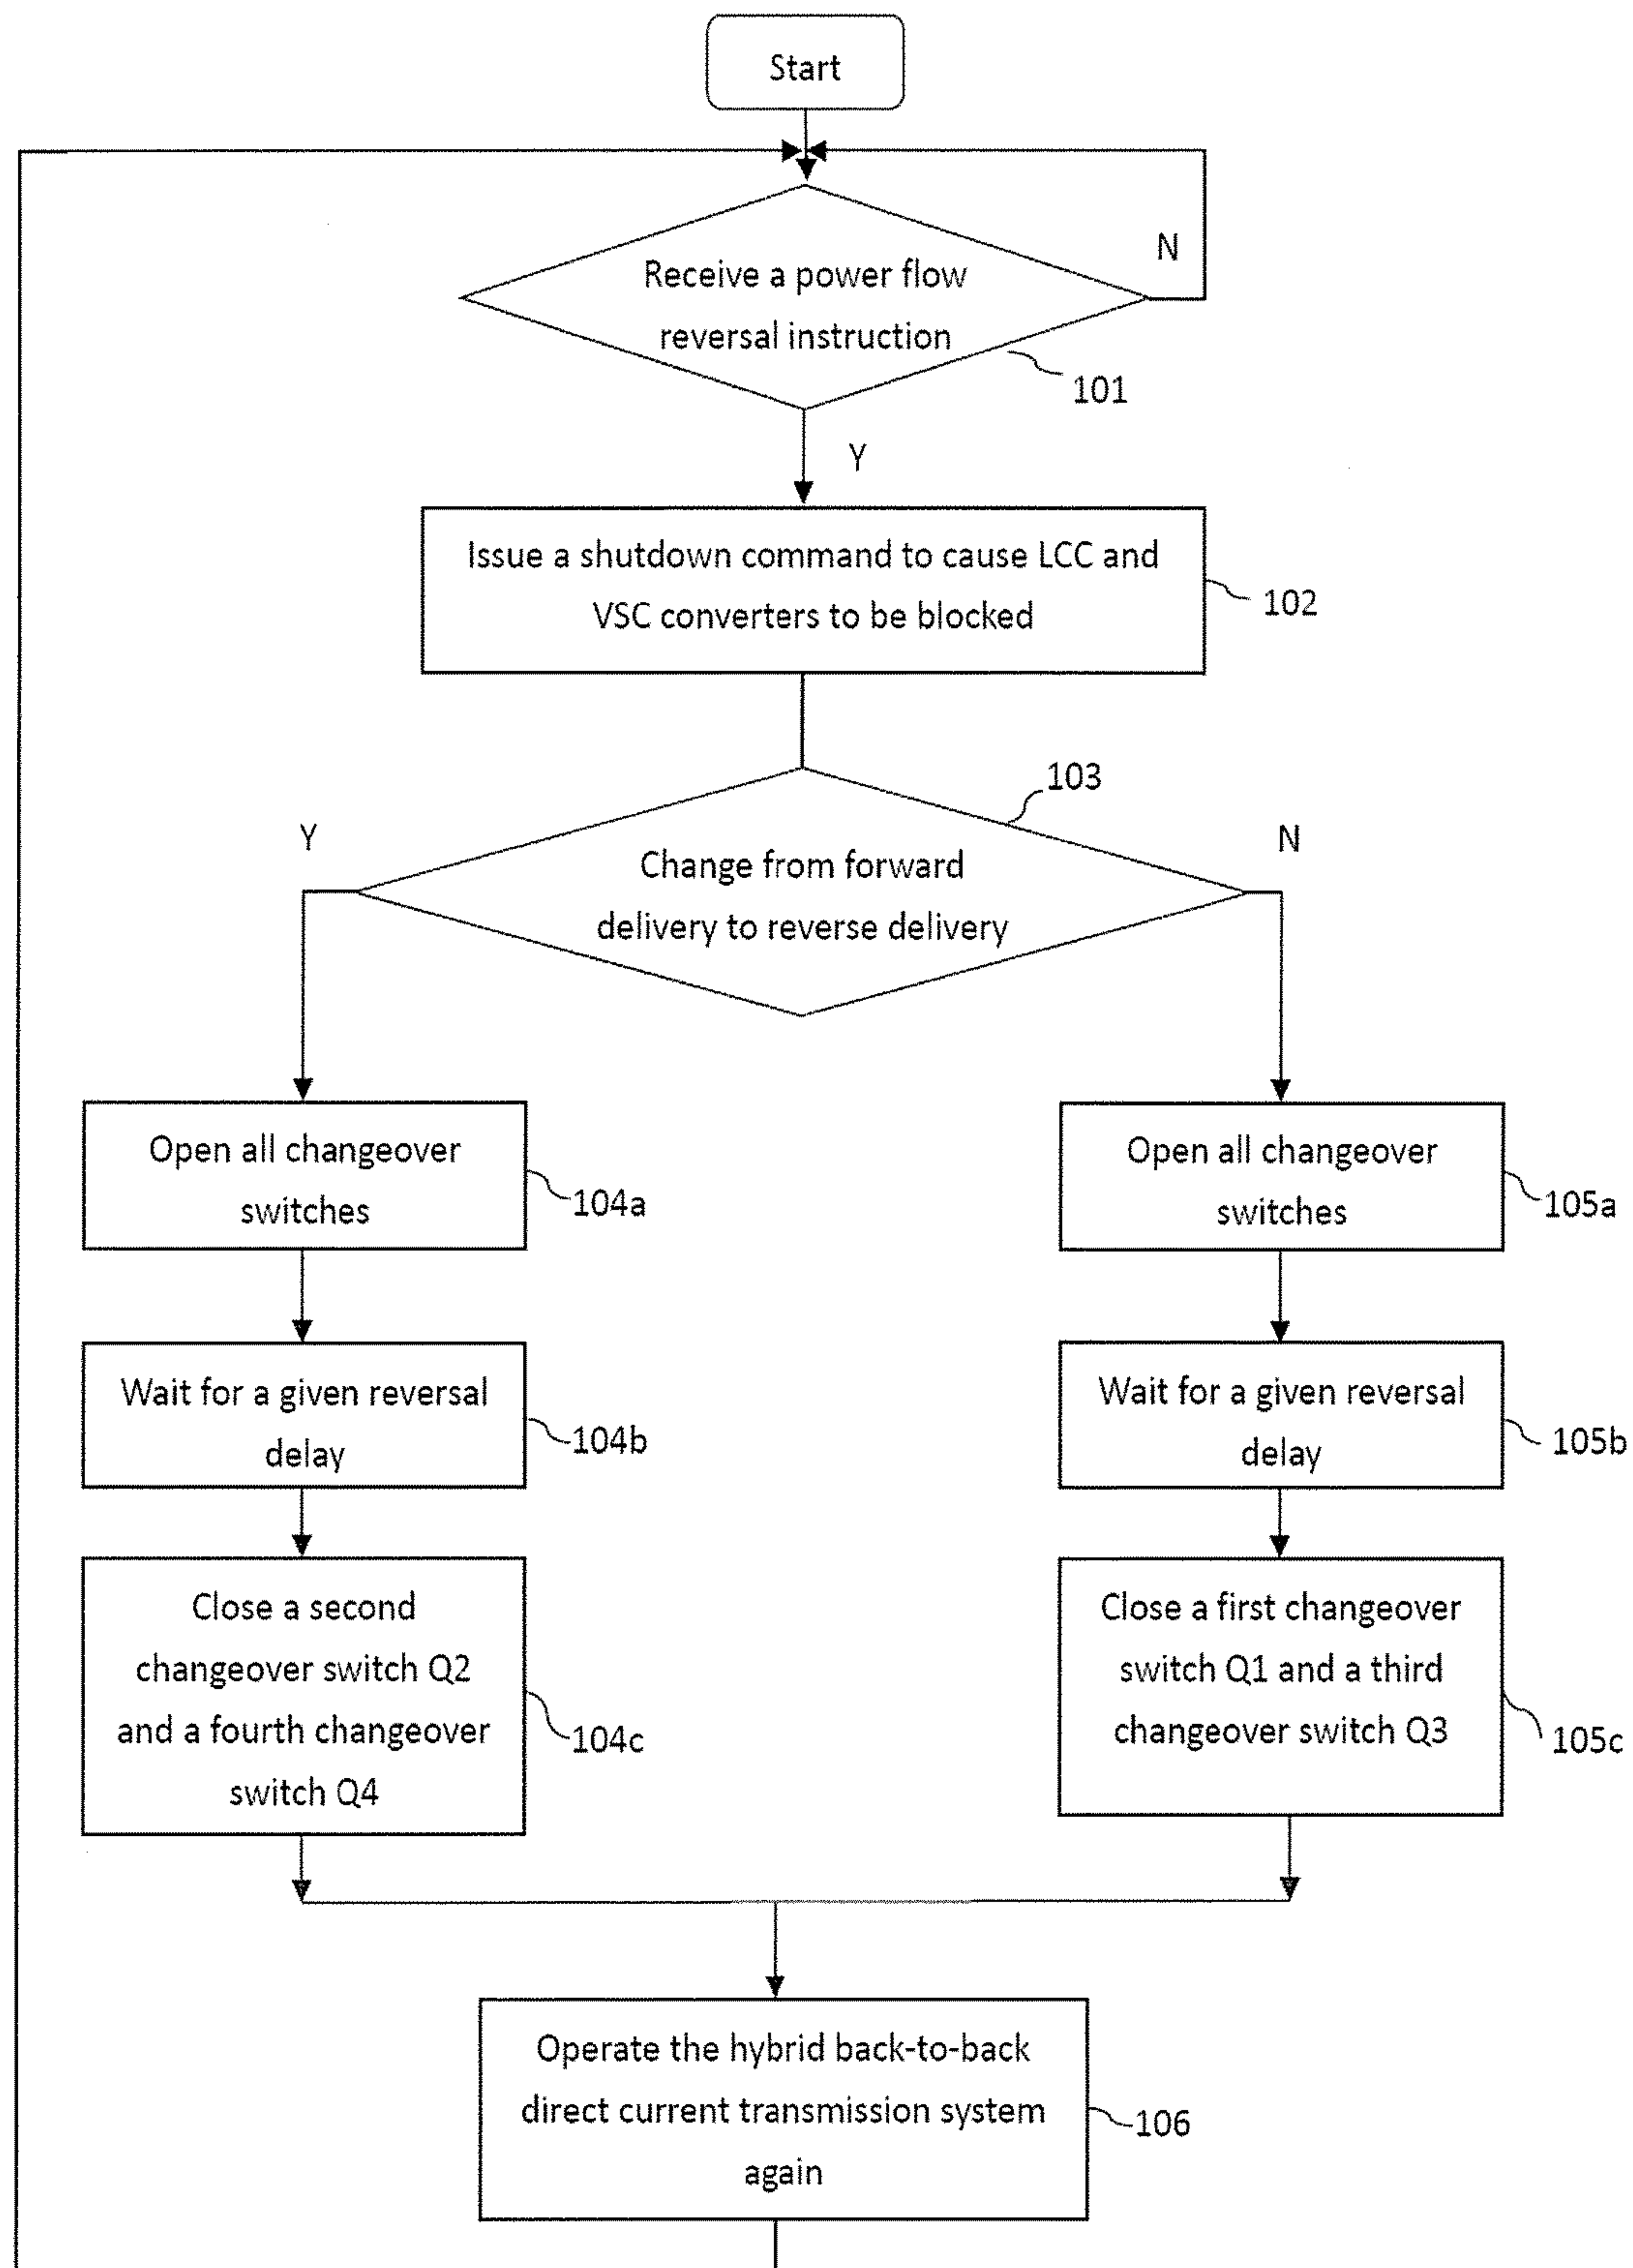 Start
N
Receive a power flow
reversal instruction
101
Y
Issue a shutdown command to cause LCC and
VSC converters to be blocked
102
103
Y
N
Change from forward
delivery to reverse delivery
Open all changeover
switches
104a
Open all changeover
switches
105a
Wait for a given reversal
delay
104b
Wait for a given reversal
delay
105b
Close a second
changeover switch Q2
and a fourth changeover
switch Q4
104c
Close a first changeover
switch Q1 and a third
changeover switch Q3
105c
Operate the hybrid back-to-back
direct current transmission system
again
106